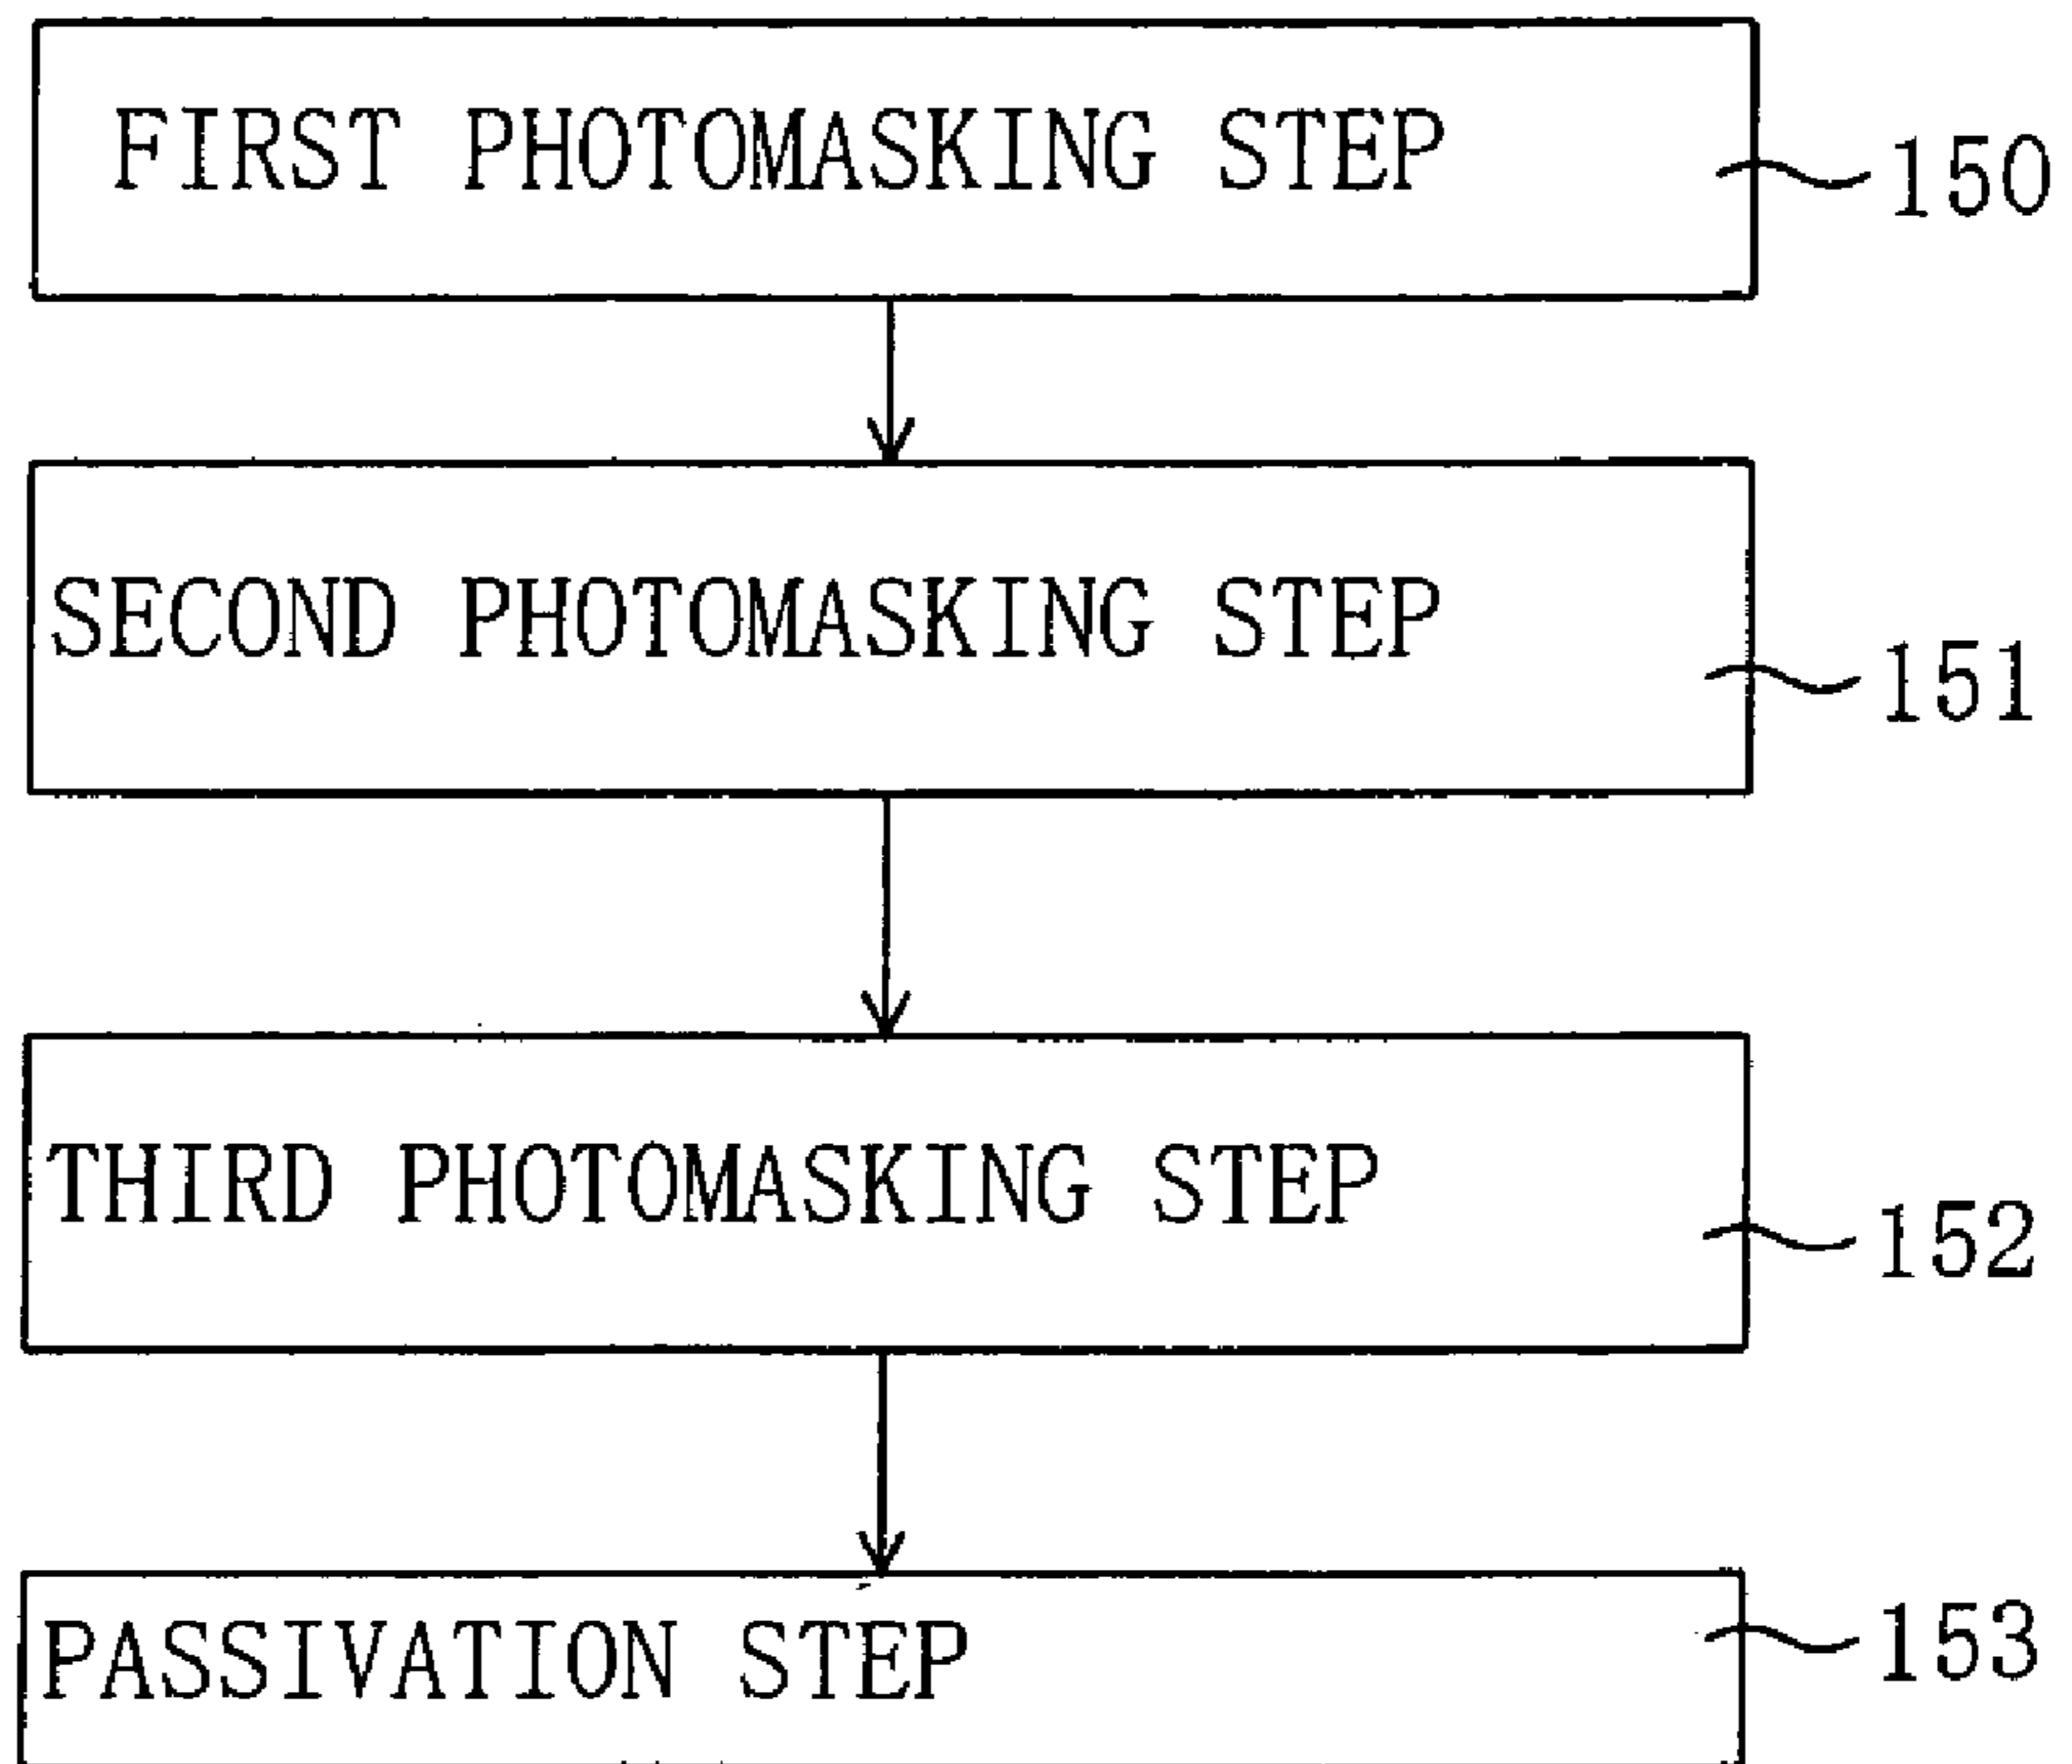 FIRST PHOTOMASKING STEP
150
SECOND PHOTOMASKING STEP
151
THIRD PHOTOMASKING STEP
152
PASSIVATION STEP
153